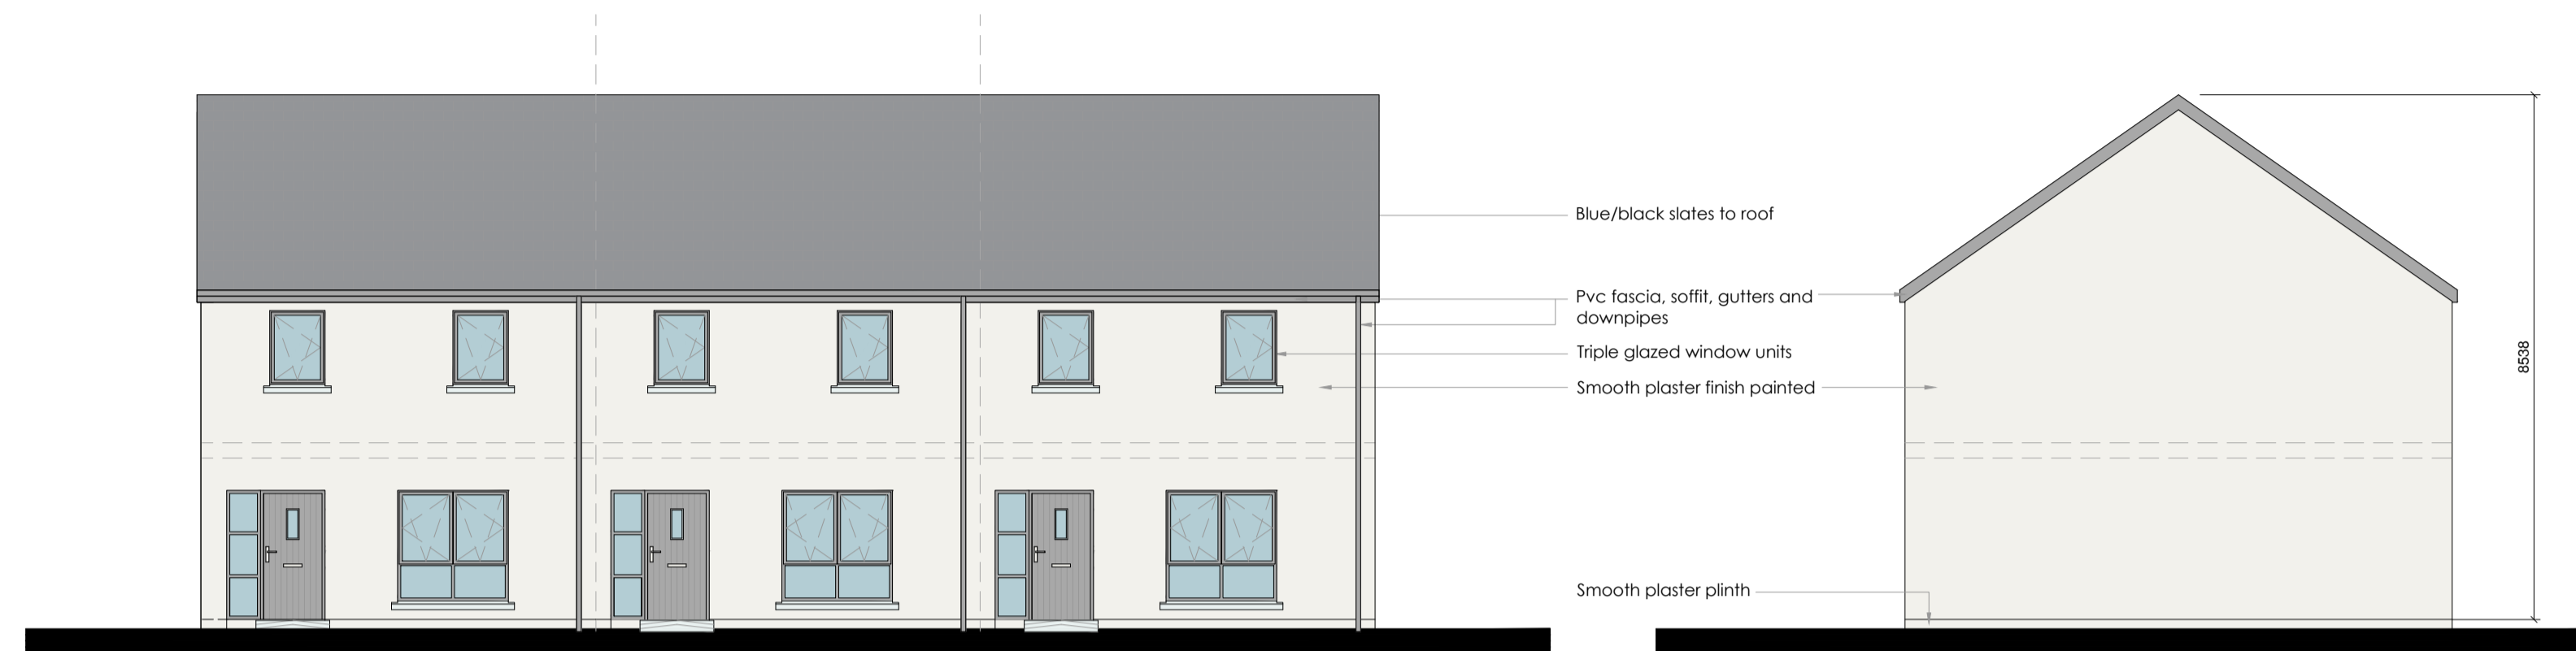 Blue/black slates to roof
Pvc fascia, soffit, gutters and
downpipes
Triple glazed window units
Smooth plaster finish painted
Smooth plaster plinth
8538